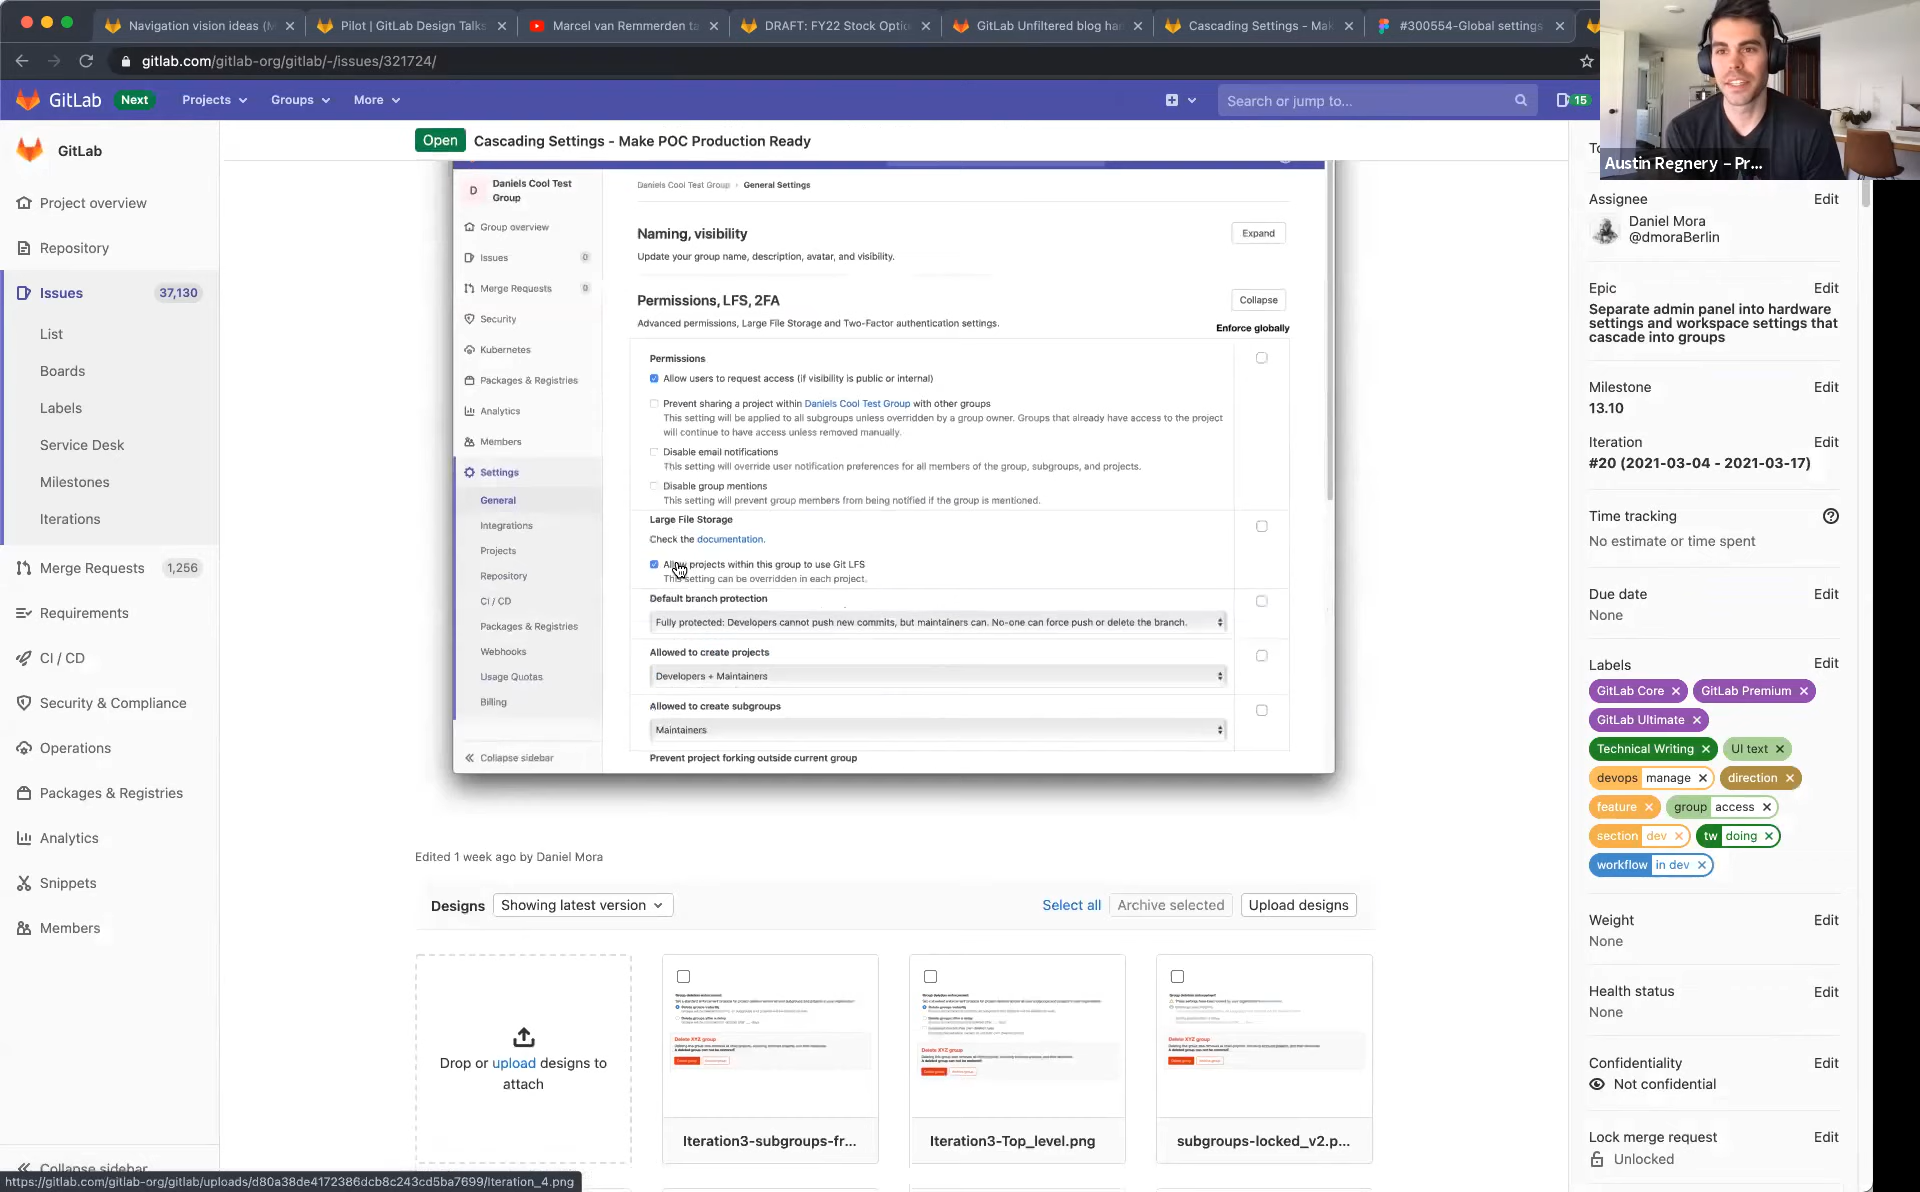 Navigation vision ideas (M
Pilot | GitLab Design Talks
Marcel van Remmerden ta
DRAFT: FY22 Stock Optio
GitLab Unfiltered blog han
Cascading Settings - Mak
#300554-Global settings
gitlab.com/gitlab-org/gitlab/-/issues/321724/
GitLab Next Projects Groups More Search or jump to... 15
Austin Regnery – Pr...
GitLab
Project overview
Repository
Issues 37,130
List
Boards
Labels
Service Desk
Milestones
Iterations
Merge Requests 1,256
Requirements
CI / CD
Security & Compliance
Operations
Packages & Registries
Analytics
Snippets
Members
Collapse sidebar
https://gitlab.com/gitlab-org/gitlab/uploads/d80a38de4172386dcb8c243cd5ba7699/Iteration_4.png
Open Cascading Settings - Make POC Production Ready
D Daniels Cool Test
Group
Group overview
Issues 0
Merge Requests 0
Security
Kubernetes
Packages & Registries
Analytics
Members
Settings
General
Integrations
Projects
Repository
CI / CD
Packages & Registries
Webhooks
Usage Quotas
Billing
Collapse sidebar
Daniels Cool Test Group › General Settings
Naming, visibility Expand
Update your group name, description, avatar, and visibility.
Permissions, LFS, 2FA Collapse
Advanced permissions, Large File Storage and Two-Factor authentication settings.
Enforce globally
Permissions
Allow users to request access (if visibility is public or internal)
Prevent sharing a project within Daniels Cool Test Group with other groups
This setting will be applied to all subgroups unless overridden by a group owner. Groups that already have access to the project
will continue to have access unless removed manually.
Disable email notifications
This setting will override user notification preferences for all members of the group, subgroups, and projects.
Disable group mentions
This setting will prevent group members from being notified if the group is mentioned.
Large File Storage
Check the documentation.
Allow projects within this group to use Git LFS
This setting can be overridden in each project.
Default branch protection
Fully protected: Developers cannot push new commits, but maintainers can. No-one can force push or delete the branch.
Allowed to create projects
Developers + Maintainers
Allowed to create subgroups
Maintainers
Prevent project forking outside current group
Edited 1 week ago by Daniel Mora
Designs Showing latest version Select all Archive selected Upload designs
Drop or upload designs to
attach
Delete XYZ group
Iteration3-subgroups-fr...
Delete XYZ group
Iteration3-Top_level.png
Delete XYZ group
subgroups-locked_v2.p...
To
Assignee Edit
Daniel Mora
@dmoraBerlin
Epic Edit
Separate admin panel into hardware
settings and workspace settings that
cascade into groups
Milestone Edit
13.10
Iteration Edit
#20 (2021-03-04 - 2021-03-17)
Time tracking
No estimate or time spent
Due date Edit
None
Labels Edit
GitLab Core GitLab Premium
GitLab Ultimate
Technical Writing UI text
devops manage direction
feature group access
section dev tw doing
workflow in dev
Weight Edit
None
Health status Edit
None
Confidentiality Edit
Not confidential
Lock merge request Edit
Unlocked